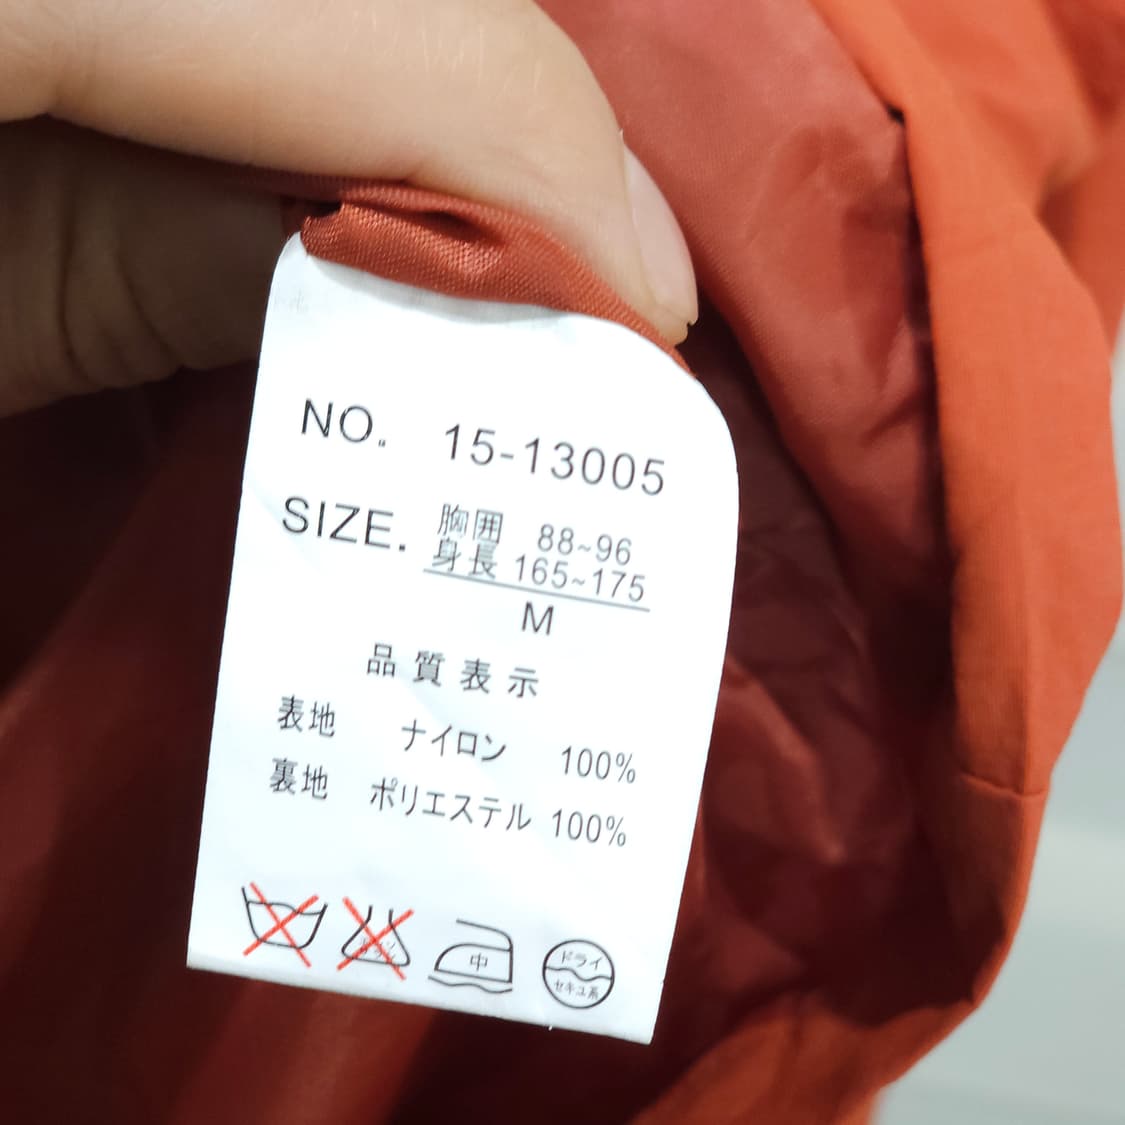 NO. 15-13005
SIZE. 胸囲 88~96
身長 165~175
M
品質表示
表地 ナイロン 100%
裏地 ポリエステル 100%
中
ドライ
セキユ系